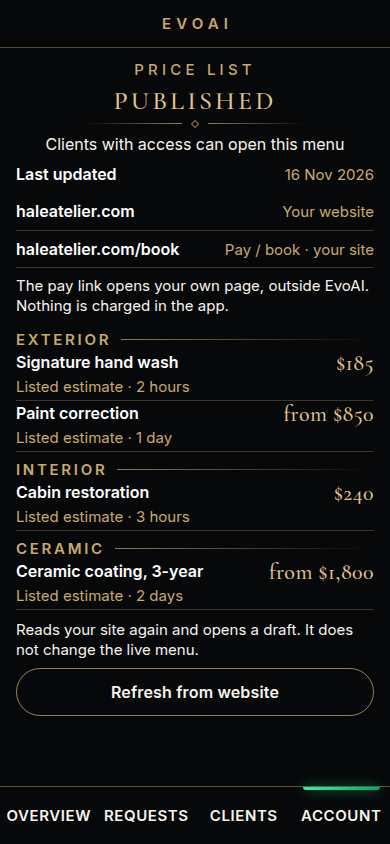 EVOAI
PRICE LIST
PUBLISHED
Clients with access can open this menu
Last updated 16 Nov 2026
haleatelier.com Your website
haleatelier.com/book Pay / book · your site
The pay link opens your own page, outside EvoAI.
Nothing is charged in the app.
EXTERIOR
Signature hand wash $185
Listed estimate · 2 hours
Paint correction from $850
Listed estimate · 1 day
INTERIOR
Cabin restoration $240
Listed estimate · 3 hours
CERAMIC
Ceramic coating, 3-year from $1,800
Listed estimate · 2 days
Reads your site again and opens a draft. It does
not change the live menu.
Refresh from website
OVERVIEW REQUESTS CLIENTS ACCOUNT